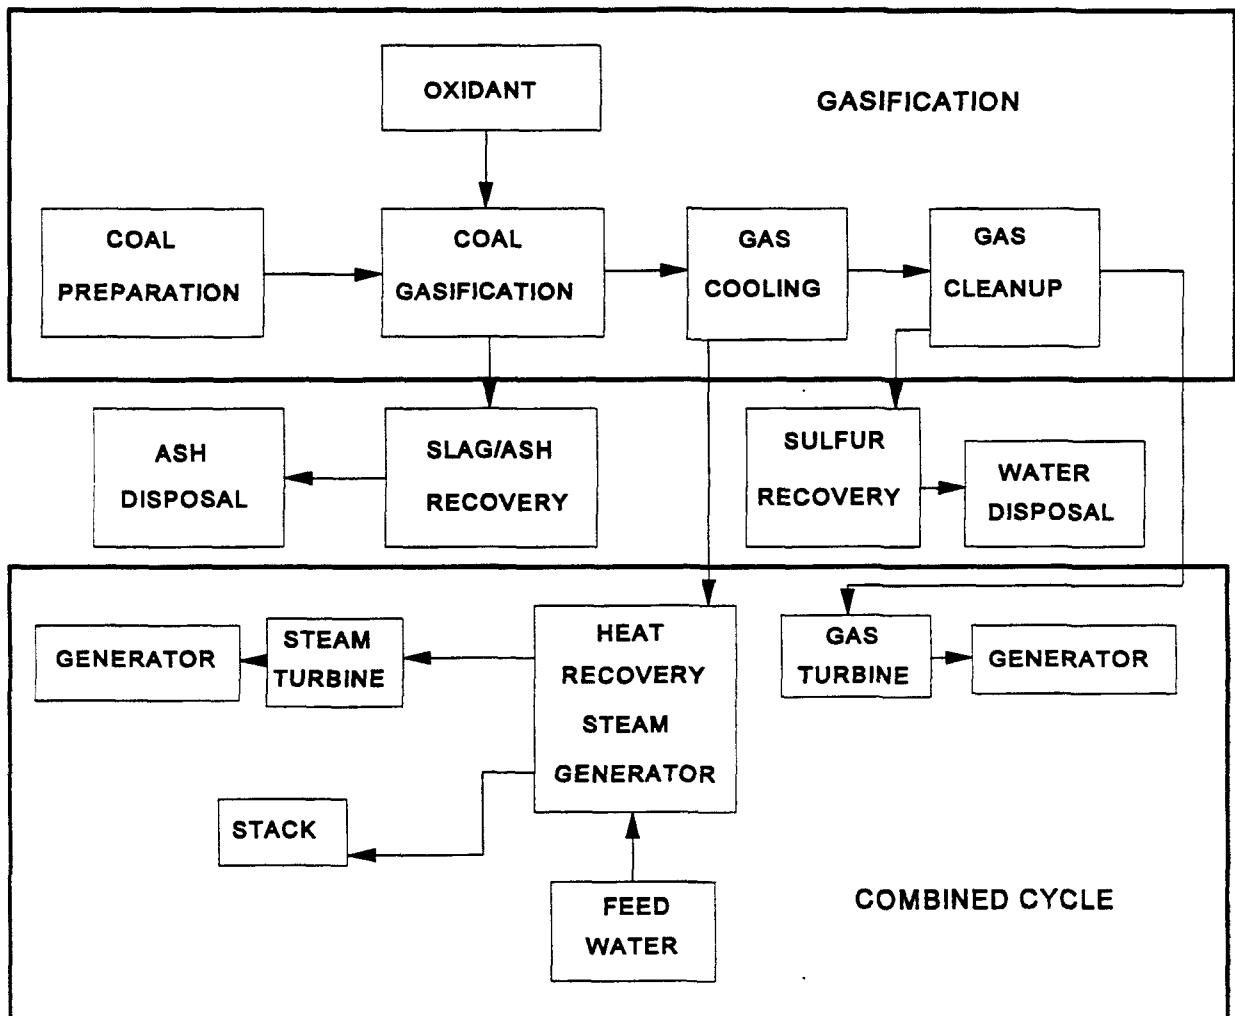 OXIDANT
GASIFICATION
COAL
PREPARATION
COAL
GASIFICATION
GAS
COOLING
GAS
CLEANUP
ASH
DISPOSAL
SLAG/ASH
RECOVERY
SULFUR
RECOVERY
WATER
DISPOSAL
GENERATOR
STEAM
TURBINE
HEAT
RECOVERY
STEAM
GENERATOR
GAS
TURBINE
GENERATOR
STACK
FEED
WATER
COMBINED CYCLE